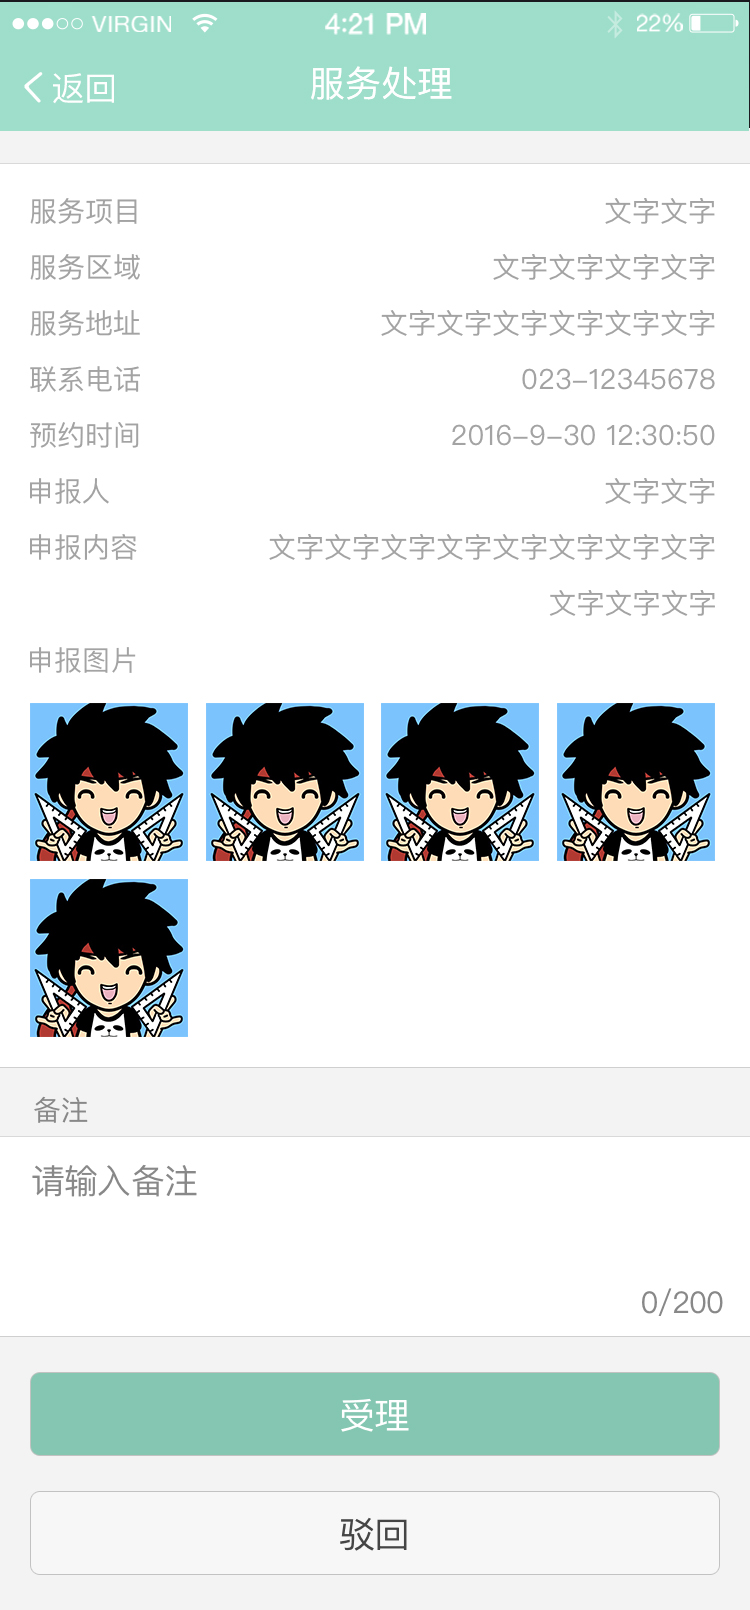 VIRGIN 4:21 PM 22%
返回 服务处理
服务项目 文字文字
服务区域 文字文字文字文字
服务地址 文字文字文字文字文字文字
联系电话 023-12345678
预约时间 2016-9-30 12:30:50
申报人 文字文字
申报内容 文字文字文字文字文字文字文字文字
文字文字文字
申报图片
备注
请输入备注
0/200
受理
驳回